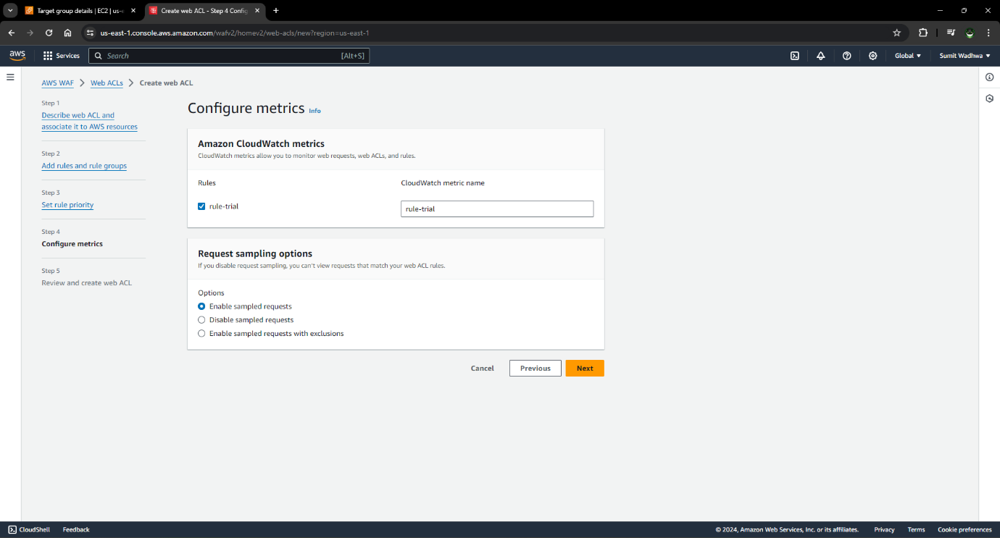 Target group details | EC2 | us-e
Create web ACL - Step 4 Config
us-east-1.console.aws.amazon.com/wafv2/homev2/web-acls/new?region=us-east-1
aws
Services
Search
[Alt+S]
Global
Sumit Wadhwa
AWS WAF
Web ACLs
Create web ACL
Step 1
Describe web ACL and
associate it to AWS resources
Step 2
Add rules and rule groups
Step 3
Set rule priority
Step 4
Configure metrics
Step 5
Review and create web ACL
Configure metrics Info
Amazon CloudWatch metrics
CloudWatch metrics allow you to monitor web requests, web ACLs, and rules.
Rules
CloudWatch metric name
rule-trial
rule-trial
Request sampling options
If you disable request sampling, you can't view requests that match your web ACL rules.
Options
Enable sampled requests
Disable sampled requests
Enable sampled requests with exclusions
Cancel
Previous
Next
CloudShell
Feedback
© 2024, Amazon Web Services, Inc. or its affiliates.
Privacy
Terms
Cookie preferences